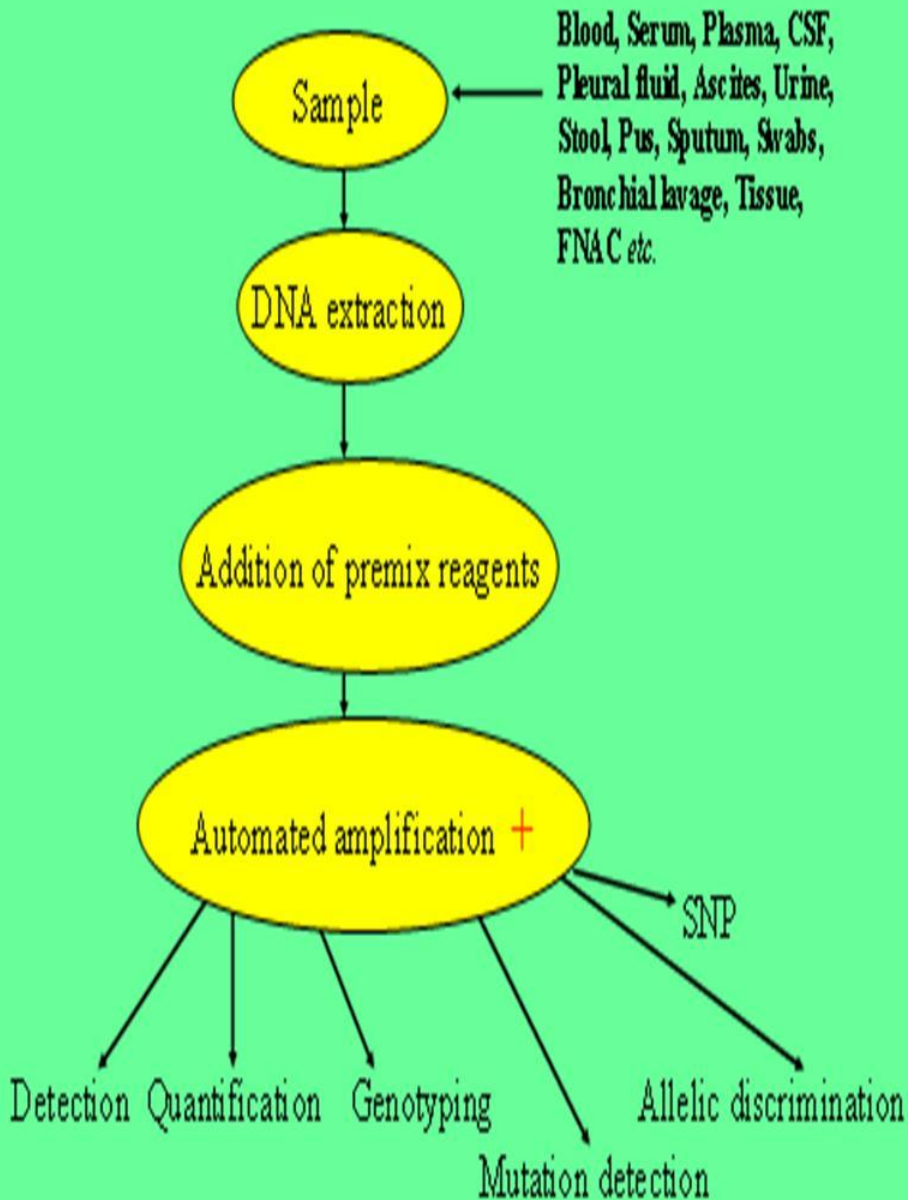 Blood, Serum, Plasma, CSF,
Pleural fluid, Ascites, Urine,
Stool, Pus, Sputum, Swabs,
Bronchial lavage, Tissue,
FNAC etc.
Sample
DNA extraction
Addition of premix reagents
Automated amplification +
SNP
Detection Quantification Genotyping Allelic discrimination
Mutation detection